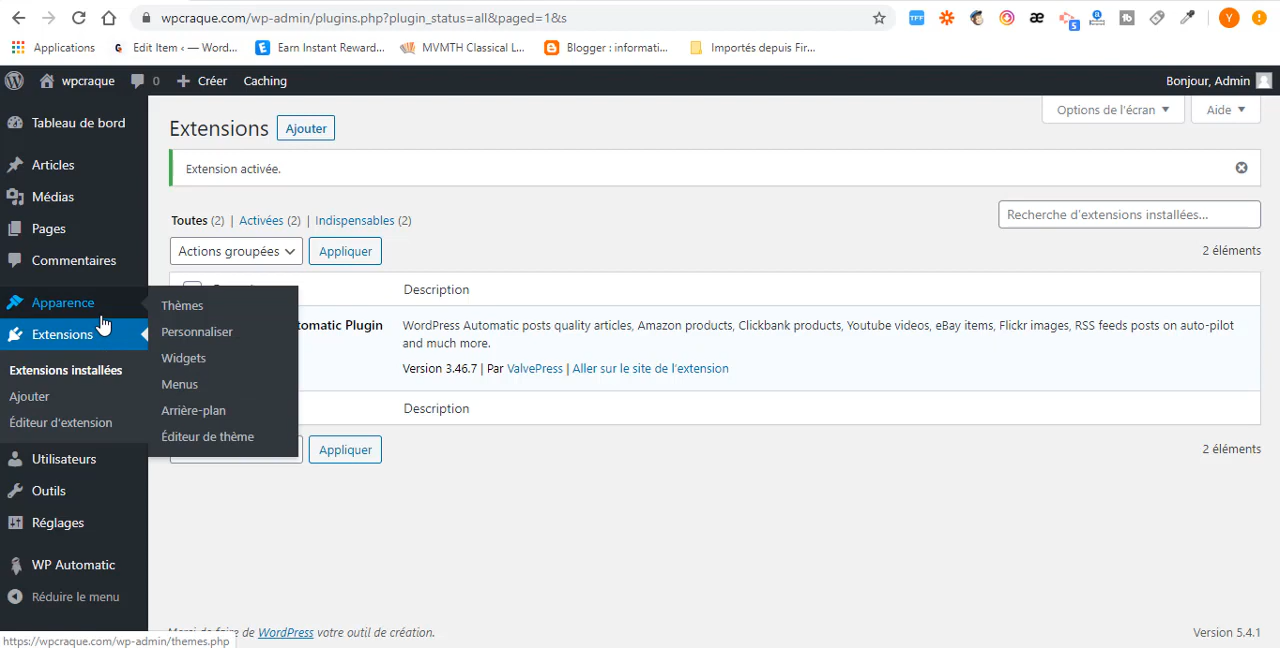 wpcraque.com/wp-admin/plugins.php?plugin_status=all&paged=1&s
Applications
Edit Item ‹ — Word...
Earn Instant Reward...
MVMTH Classical L...
Blogger : informati...
Importés depuis Fir...
wpcraque
0
Créer
Caching
Bonjour, Admin
Options de l'écran
Aide
Tableau de bord
Articles
Médias
Pages
Commentaires
Apparence
Extensions
Extensions installées
Ajouter
Éditeur d'extension
Utilisateurs
Outils
Réglages
WP Automatic
Réduire le menu
Thèmes
Personnaliser
Widgets
Menus
Arrière-plan
Éditeur de thème
Extensions
Ajouter
Extension activée.
Toutes (2) | Activées (2) | Indispensables (2)
Recherche d'extensions installées...
Actions groupées
Appliquer
2 éléments
Description
omatic Plugin
WordPress Automatic posts quality articles, Amazon products, Clickbank products, Youtube videos, eBay items, Flickr images, RSS feeds posts on auto-pilot
and much more.
Version 3.46.7 | Par ValvePress | Aller sur le site de l'extension
Description
Appliquer
2 éléments
de faire de WordPress votre outil de création.
Version 5.4.1
https://wpcraque.com/wp-admin/themes.php